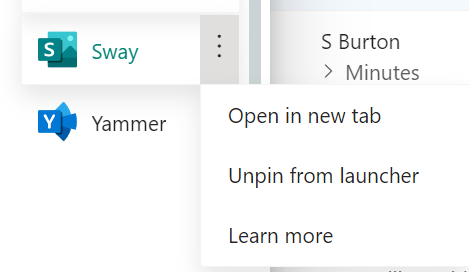 S
Sway
S Burton
Minutes
Y
Yammer
Open in new tab
Unpin from launcher
Learn more